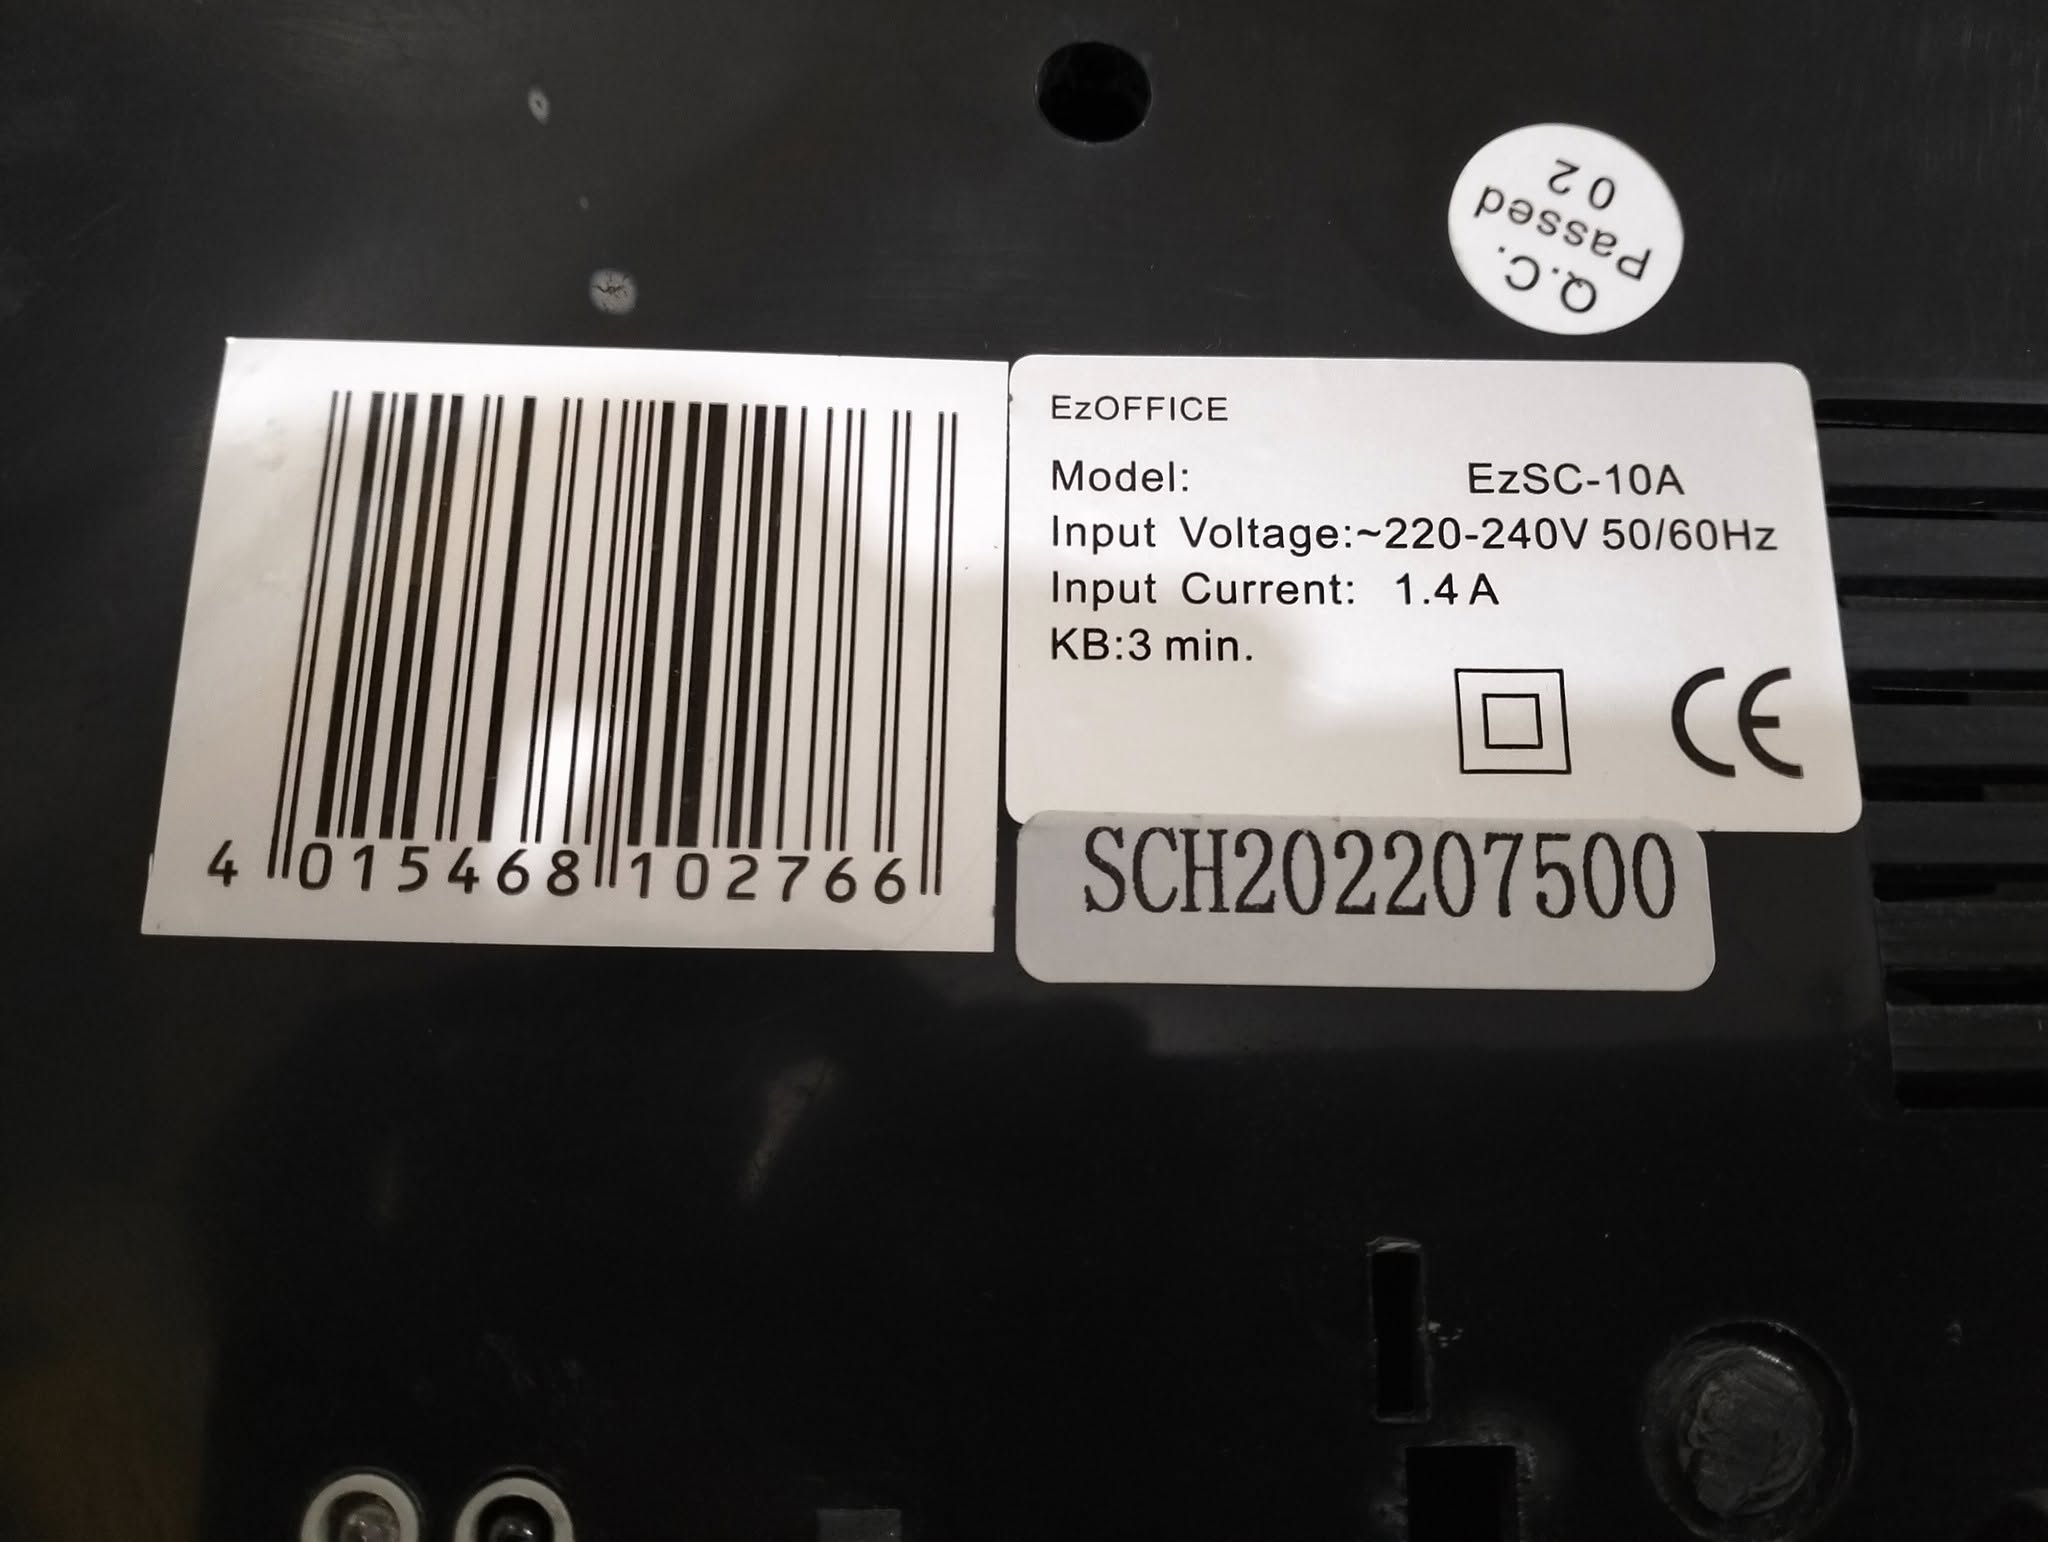 Q.C.
Passed
02
4 015468 102766
EzOFFICE
Model: EzSC-10A
Input Voltage:~220-240V 50/60Hz
Input Current: 1.4 A
KB:3 min.
CE
SCH202207500